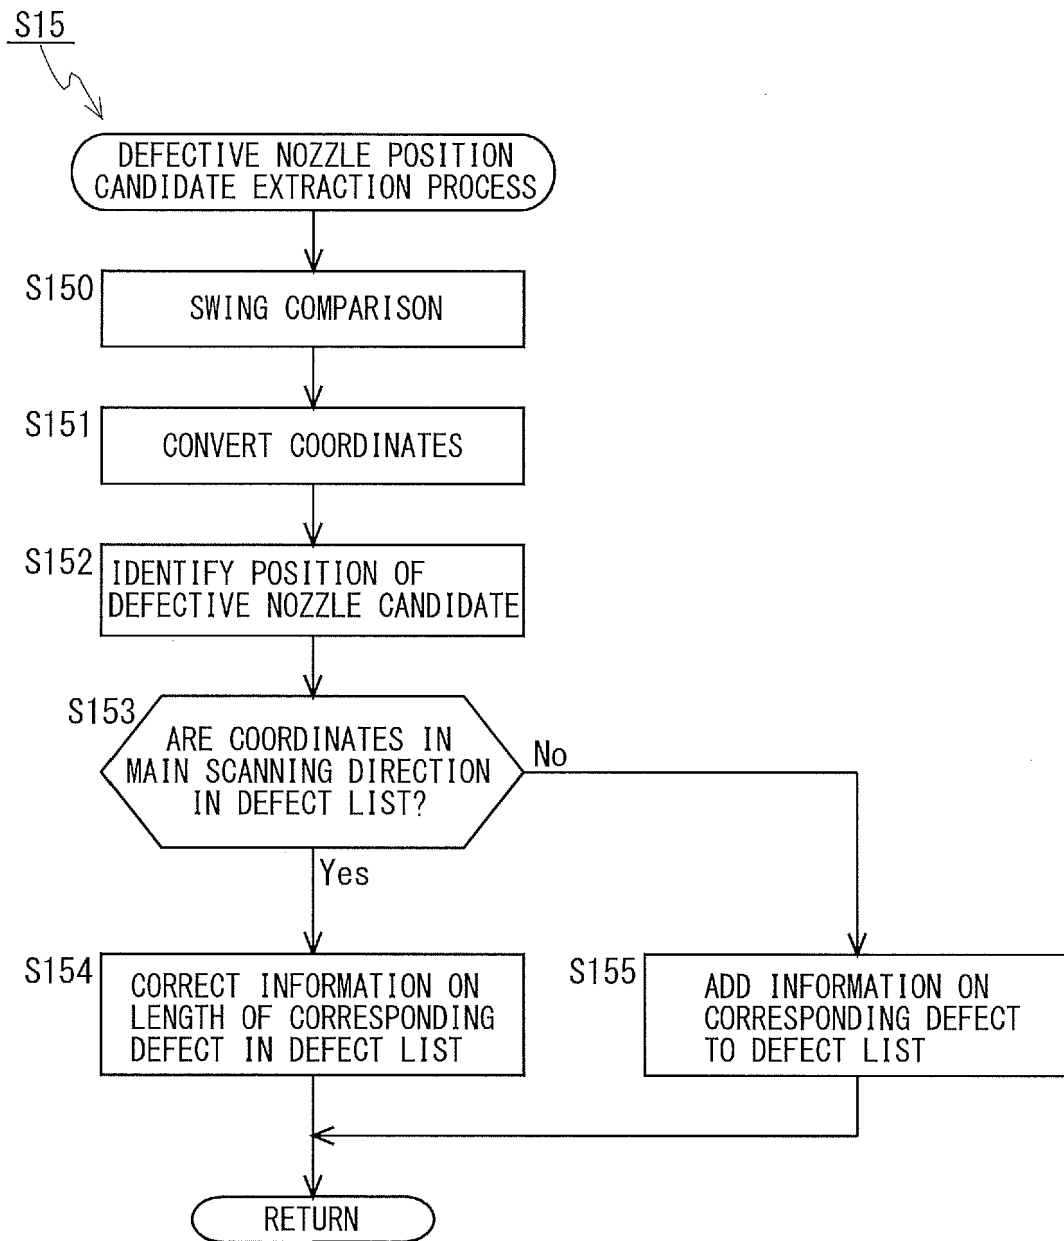 S15
DEFECTIVE NOZZLE POSITION
CANDIDATE EXTRACTION PROCESS
S150
SWING COMPARISON
S151
CONVERT COORDINATES
S152
IDENTIFY POSITION OF
DEFECTIVE NOZZLE CANDIDATE
S153
ARE COORDINATES IN
MAIN SCANNING DIRECTION
IN DEFECT LIST?
No
Yes
S154
CORRECT INFORMATION ON
LENGTH OF CORRESPONDING
DEFECT IN DEFECT LIST
S155
ADD INFORMATION ON
CORRESPONDING DEFECT
TO DEFECT LIST
RETURN